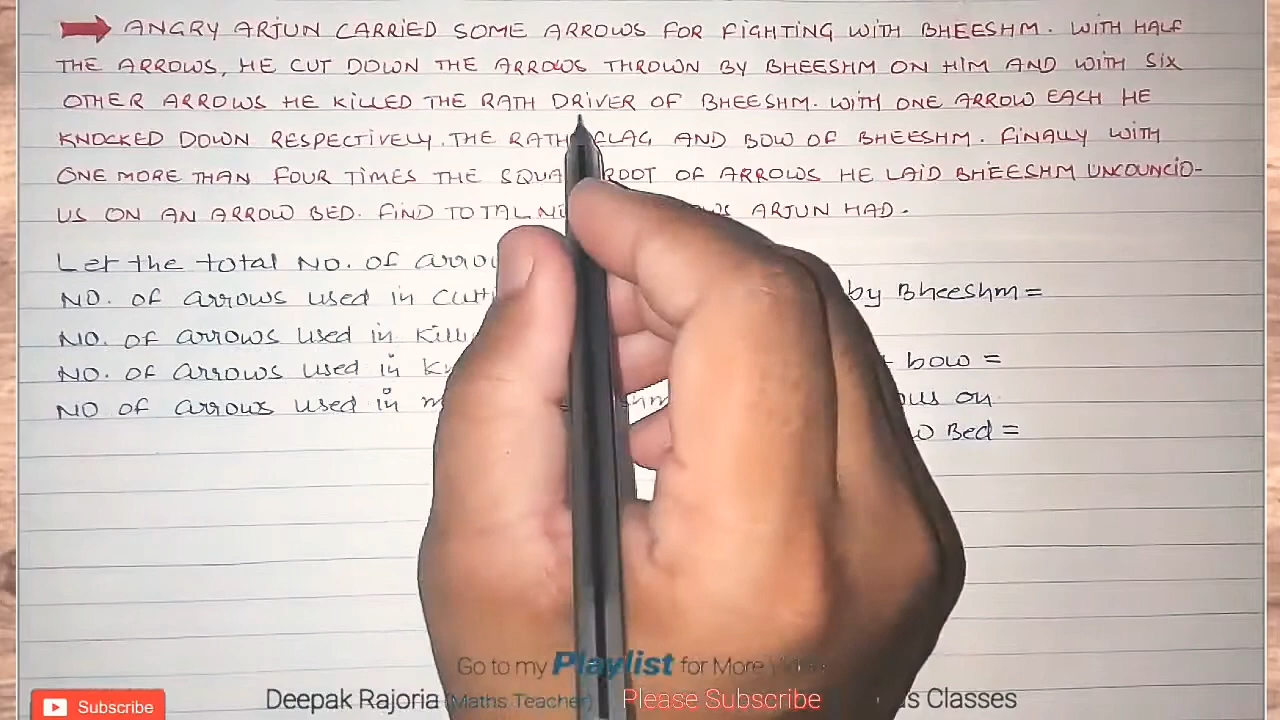 ANGRY ARJUN CARRIED SOME ARROWS FOR FIGHTING WITH BHEESHM. WITH HALF
THE ARROWS, HE CUT DOWN THE ARROWS THROWN BY BHEESHM ON HIM AND WITH SIX
OTHER ARROWS HE KILLED THE RATH DRIVER OF BHEESHM. WITH ONE ARROW EACH HE
KNOCKED DOWN RESPECTIVELY. THE RATH FLAG AND BOW OF BHEESHM. FINALLY WITH
ONE MORE THAN FOUR TIMES THE ROOT OF ARROWS HE LAID BHEESHM UNCOUNCIO-
US ON AN ARROW BED. FIND TOTAL ARJUN HAD.
Let the total No. of
NO. of arrows used in by Bheeshm =
NO. of arrows used in
NO. of arrows used in bow =
NO of arrows used in on
Bed =
Go to my Playlist for More
Deepak Rajoria (Maths Teacher) Please Subscribe Classes
Subscribe